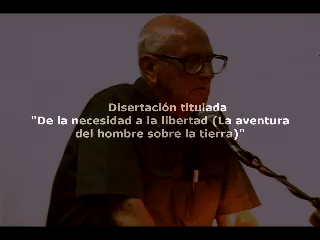 Disertación titulada
"De la necesidad a la libertad (La aventura
del hombre sobre la tierra)"